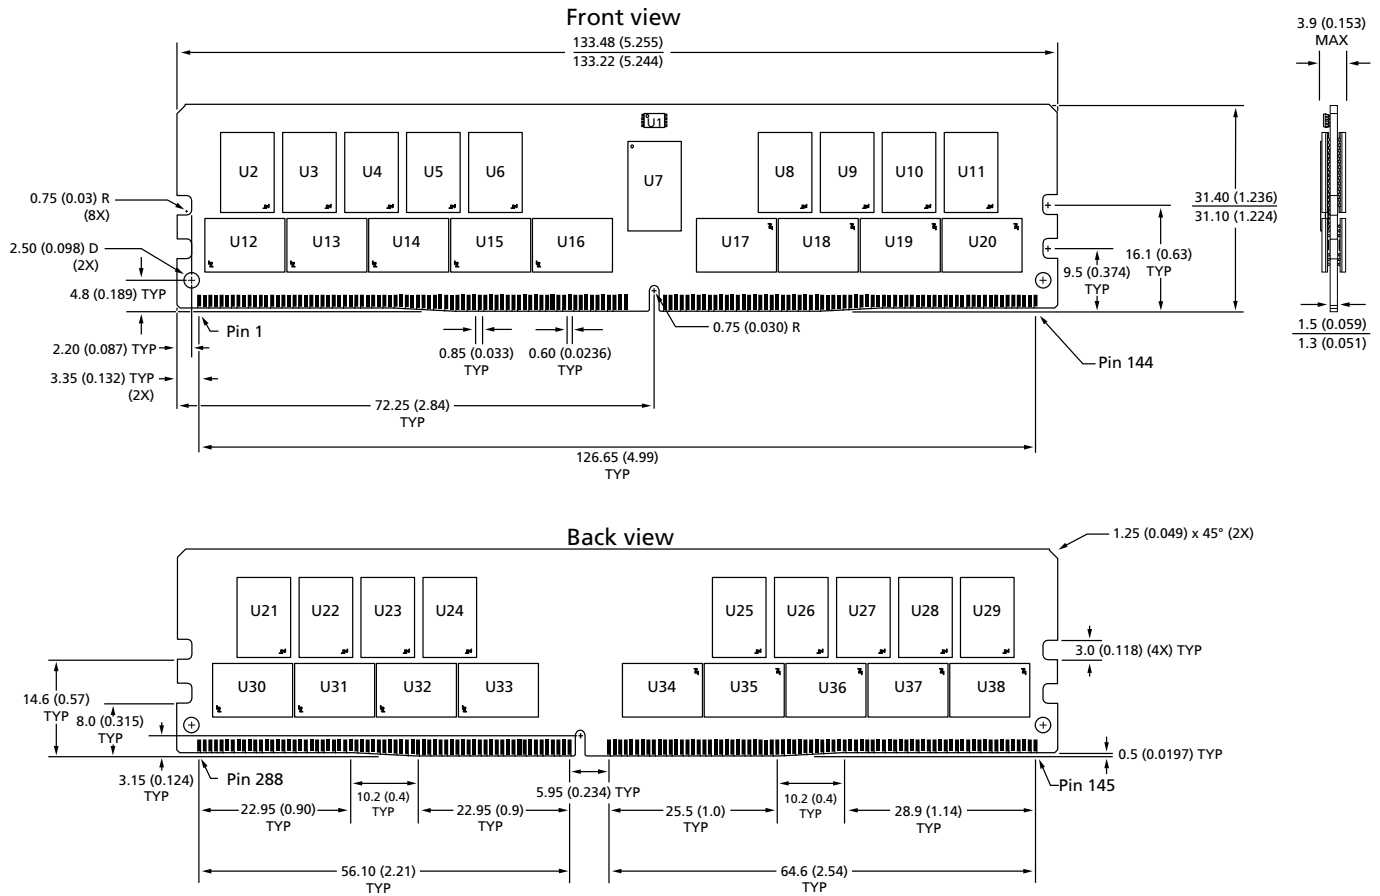 Front view
133.48 (5.255)
133.22 (5.244)
3.9 (0.153)
MAX
U1
U2
U3
U4
U5
U6
U7
U8
U9
U10
U11
0.75 (0.03) R
(8X)
31.40 (1.236)
31.10 (1.224)
U12
U13
U14
U15
U16
U17
U18
U19
U20
2.50 (0.098) D
(2X)
16.1 (0.63)
TYP
9.5 (0.374)
TYP
4.8 (0.189) TYP
Pin 1
0.75 (0.030) R
1.5 (0.059)
1.3 (0.051)
2.20 (0.087) TYP
0.85 (0.033)
TYP
0.60 (0.0236)
TYP
Pin 144
3.35 (0.132) TYP
(2X)
72.25 (2.84)
TYP
126.65 (4.99)
TYP
Back view
1.25 (0.049) x 45° (2X)
U21
U22
U23
U24
U25
U26
U27
U28
U29
3.0 (0.118) (4X) TYP
U30
U31
U32
U33
U34
U35
U36
U37
U38
14.6 (0.57)
TYP
8.0 (0.315)
TYP
0.5 (0.0197) TYP
3.15 (0.124)
TYP
Pin 288
5.95 (0.234) TYP
Pin 145
22.95 (0.90)
TYP
10.2 (0.4)
TYP
22.95 (0.9)
TYP
25.5 (1.0)
TYP
10.2 (0.4)
TYP
28.9 (1.14)
TYP
56.10 (2.21)
TYP
64.6 (2.54)
TYP